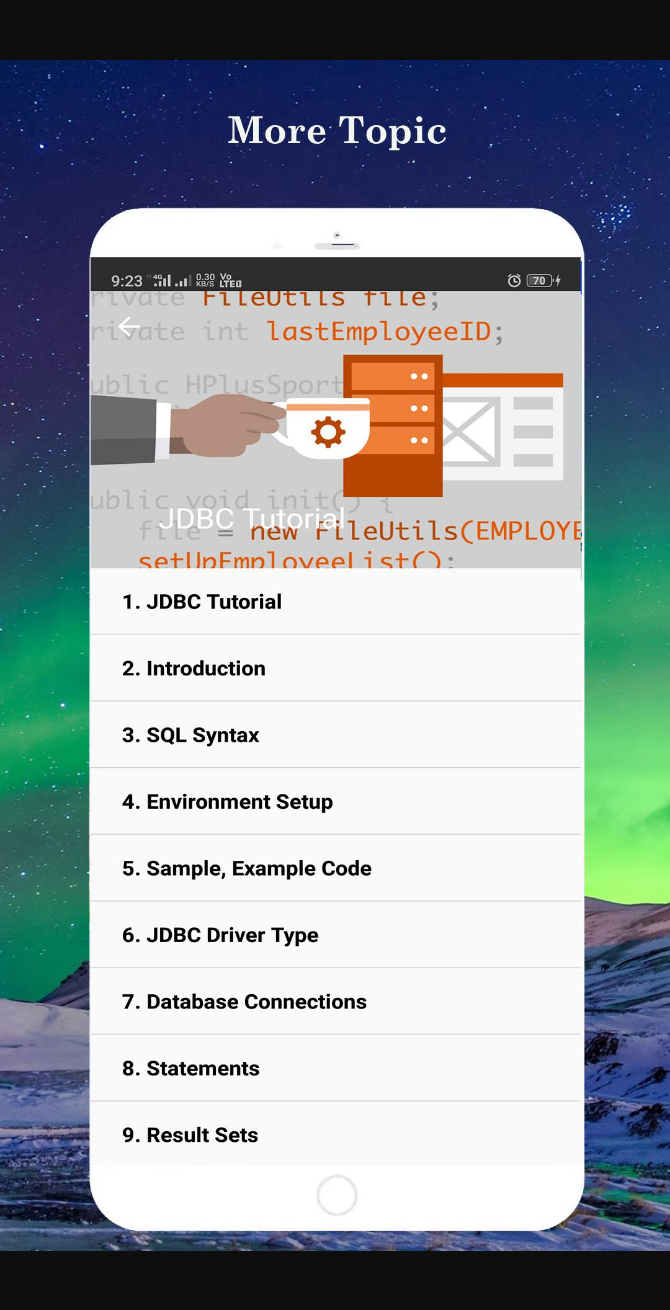 More Topic
9:23 4G 0.30 KB/S Vo LTE 70
rivate FileUtils file;
rivate int lastEmployeeID;
ublic HPlusSport
ublic void init() {
JDBC Tutorial
file = new FileUtils(EMPLOYE
setUpEmployeeList();
1. JDBC Tutorial
2. Introduction
3. SQL Syntax
4. Environment Setup
5. Sample, Example Code
6. JDBC Driver Type
7. Database Connections
8. Statements
9. Result Sets